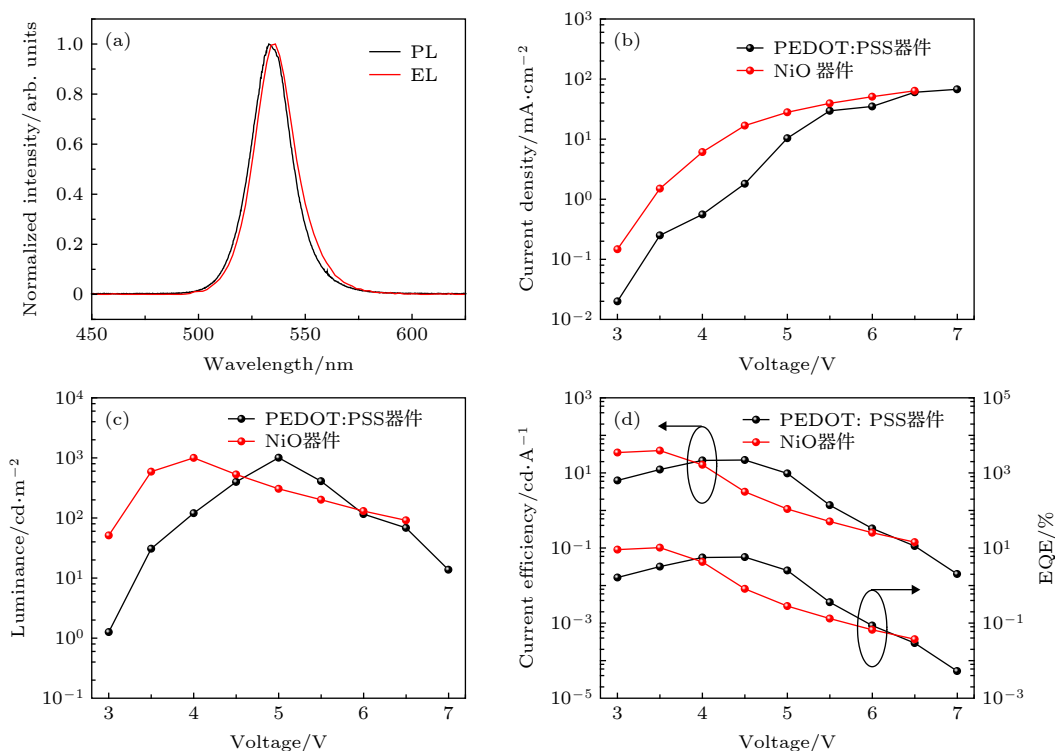 (a)
PL
EL
Normalized intensity/arb. units
1.0
0.8
0.6
0.4
0.2
0
450 500 550 600
Wavelength/nm
(b)
PEDOT:PSS器件
NiO 器件
Current density/mA·cm⁻²
10³
10²
10¹
10⁰
10⁻¹
10⁻²
3 4 5 6 7
Voltage/V
(c)
PEDOT:PSS器件
NiO器件
Luminance/cd·m⁻²
10⁴
10³
10²
10¹
10⁰
10⁻¹
3 4 5 6 7
Voltage/V
(d)
PEDOT: PSS器件
NiO器件
Current efficiency/cd·A⁻¹
10³
10¹
10⁻¹
10⁻³
10⁻⁵
3 4 5 6 7
Voltage/V
10⁵
10³
10¹
10⁻¹
10⁻³
EQE/%